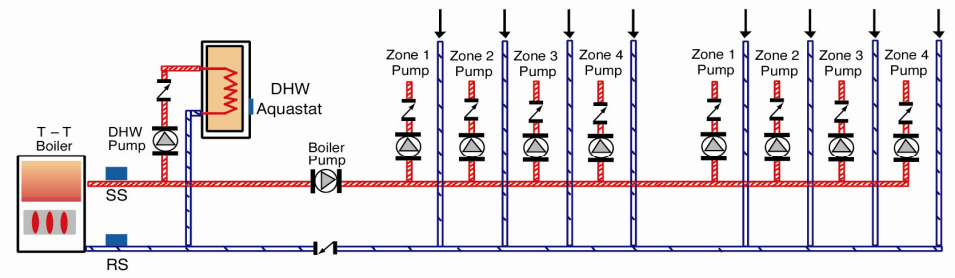 Zone 1
Pump
Zone 2
Pump
Zone 3
Pump
Zone 4
Pump
Zone 1
Pump
Zone 2
Pump
Zone 3
Pump
Zone 4
Pump
DHW
Aquastat
T – T
Boiler
DHW
Pump
Boiler
Pump
SS
RS